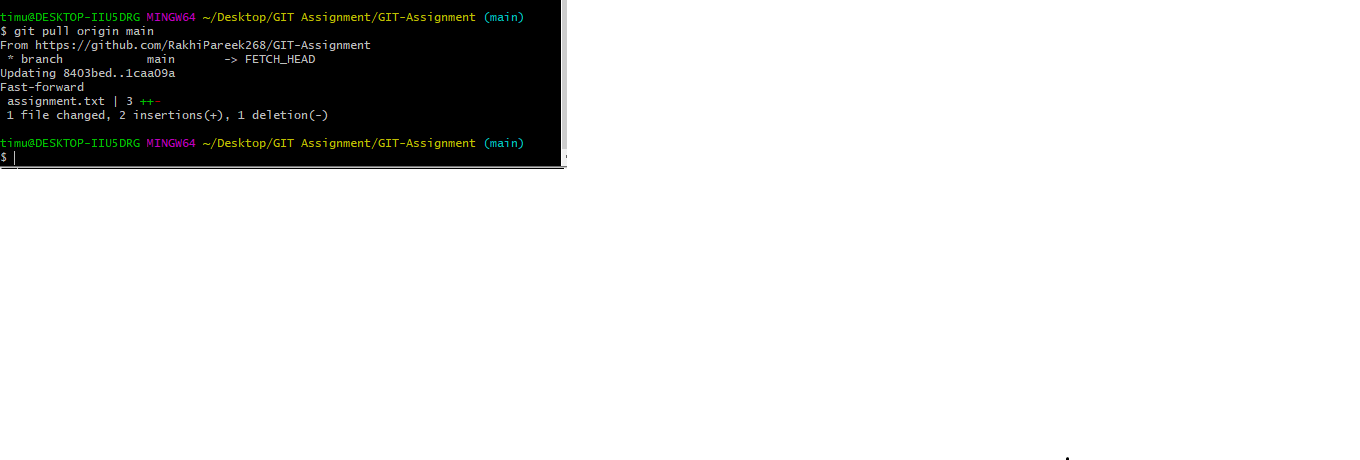 timu@DESKTOP-IIU5DRG MINGW64 ~/Desktop/GIT Assignment/GIT-Assignment (main)
$ git pull origin main
From https://github.com/RakhiPareek268/GIT-Assignment
 * branch            main       -> FETCH_HEAD
Updating 8403bed..1caa09a
Fast-forward
 assignment.txt | 3 ++-
 1 file changed, 2 insertions(+), 1 deletion(-)
timu@DESKTOP-IIU5DRG MINGW64 ~/Desktop/GIT Assignment/GIT-Assignment (main)
$